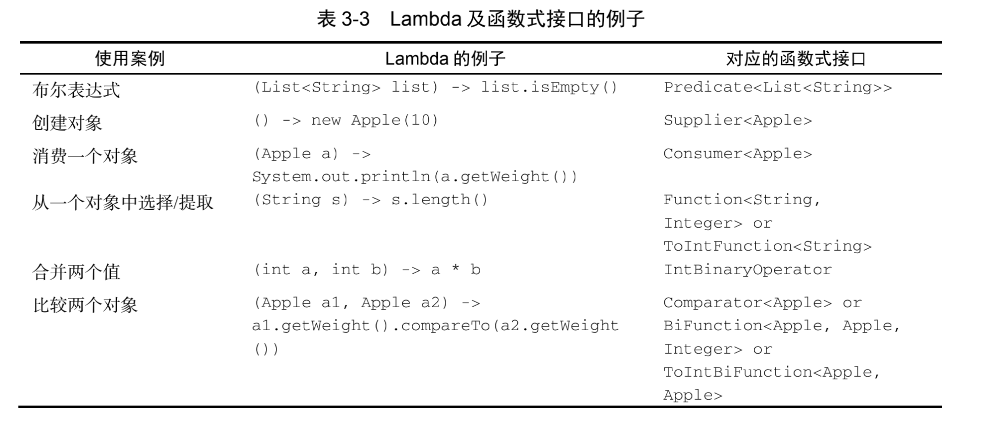 表 3-3 Lambda 及函数式接口的例子
使用案例 Lambda 的例子 对应的函数式接口
布尔表达式 (List<String> list) -> list.isEmpty() Predicate<List<String>>
创建对象 () -> new Apple(10) Supplier<Apple>
消费一个对象 (Apple a) -> Consumer<Apple>
System.out.println(a.getWeight())
从一个对象中选择/提取 (String s) -> s.length() Function<String,
Integer> or
ToIntFunction<String>
合并两个值 (int a, int b) -> a * b IntBinaryOperator
比较两个对象 (Apple a1, Apple a2) -> Comparator<Apple> or
a1.getWeight().compareTo(a2.getWeight BiFunction<Apple, Apple,
()) Integer> or
ToIntBiFunction<Apple,
Apple>